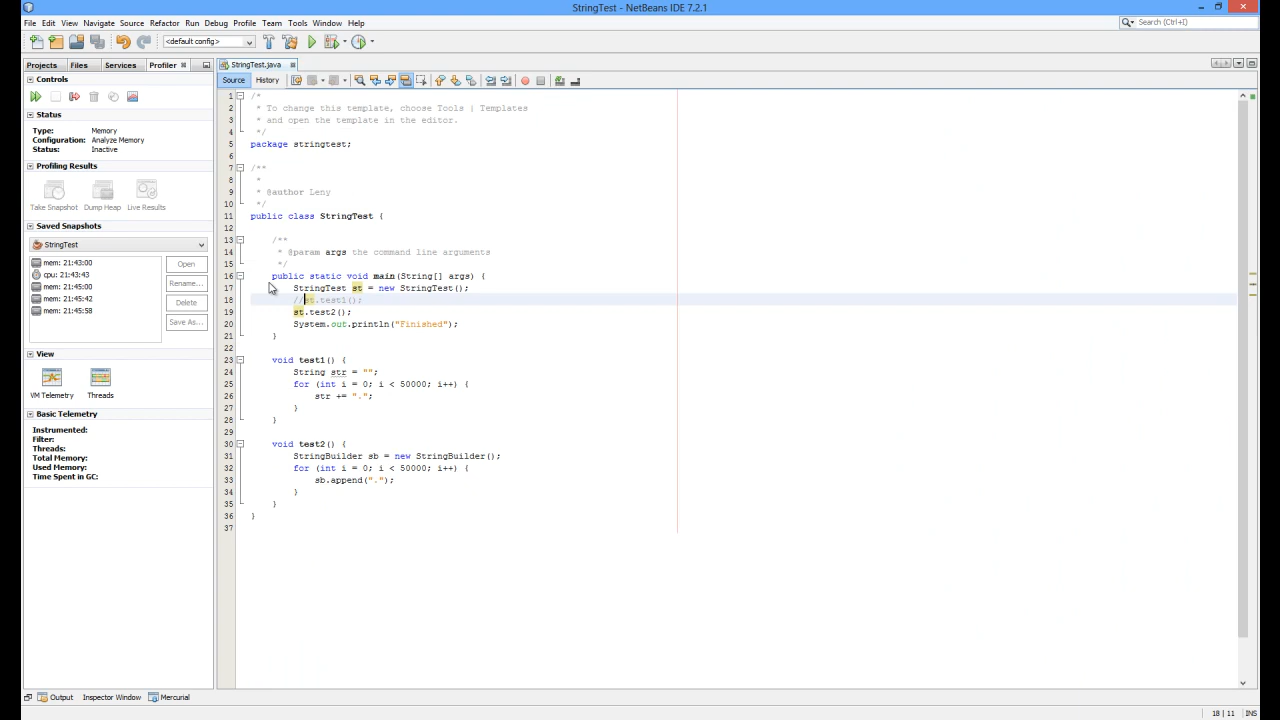 StringTest - NetBeans IDE 7.2.1
File Edit View Navigate Source Refactor Run Debug Profile Team Tools Window Help
Search (Ctrl+I)
<default config>
Projects Files Services Profiler
StringTest.java
Controls
Source History
Status
Type: Memory
Configuration: Analyze Memory
Status: Inactive
Profiling Results
Take Snapshot Dump Heap Live Results
Saved Snapshots
StringTest
mem: 21:43:00
cpu: 21:43:43
mem: 21:45:00
mem: 21:45:42
mem: 21:45:58
Open
Rename...
Delete
Save As...
View
VM Telemetry Threads
Basic Telemetry
Instrumented:
Filter:
Threads:
Total Memory:
Used Memory:
Time Spent in GC:
1 /*
2 * To change this template, choose Tools | Templates
3 * and open the template in the editor.
4 */
5 package stringtest;
6
7 /**
8 *
9 * @author Leny
10 */
11 public class StringTest {
12
13 /**
14 * @param args the command line arguments
15 */
16 public static void main(String[] args) {
17 StringTest st = new StringTest();
18 //st.test1();
19 st.test2();
20 System.out.println("Finished");
21 }
22
23 void test1() {
24 String str = "";
25 for (int i = 0; i < 50000; i++) {
26 str += ".";
27 }
28 }
29
30 void test2() {
31 StringBuilder sb = new StringBuilder();
32 for (int i = 0; i < 50000; i++) {
33 sb.append(".");
34 }
35 }
36 }
37
Output Inspector Window Mercurial
18 | 11 INS